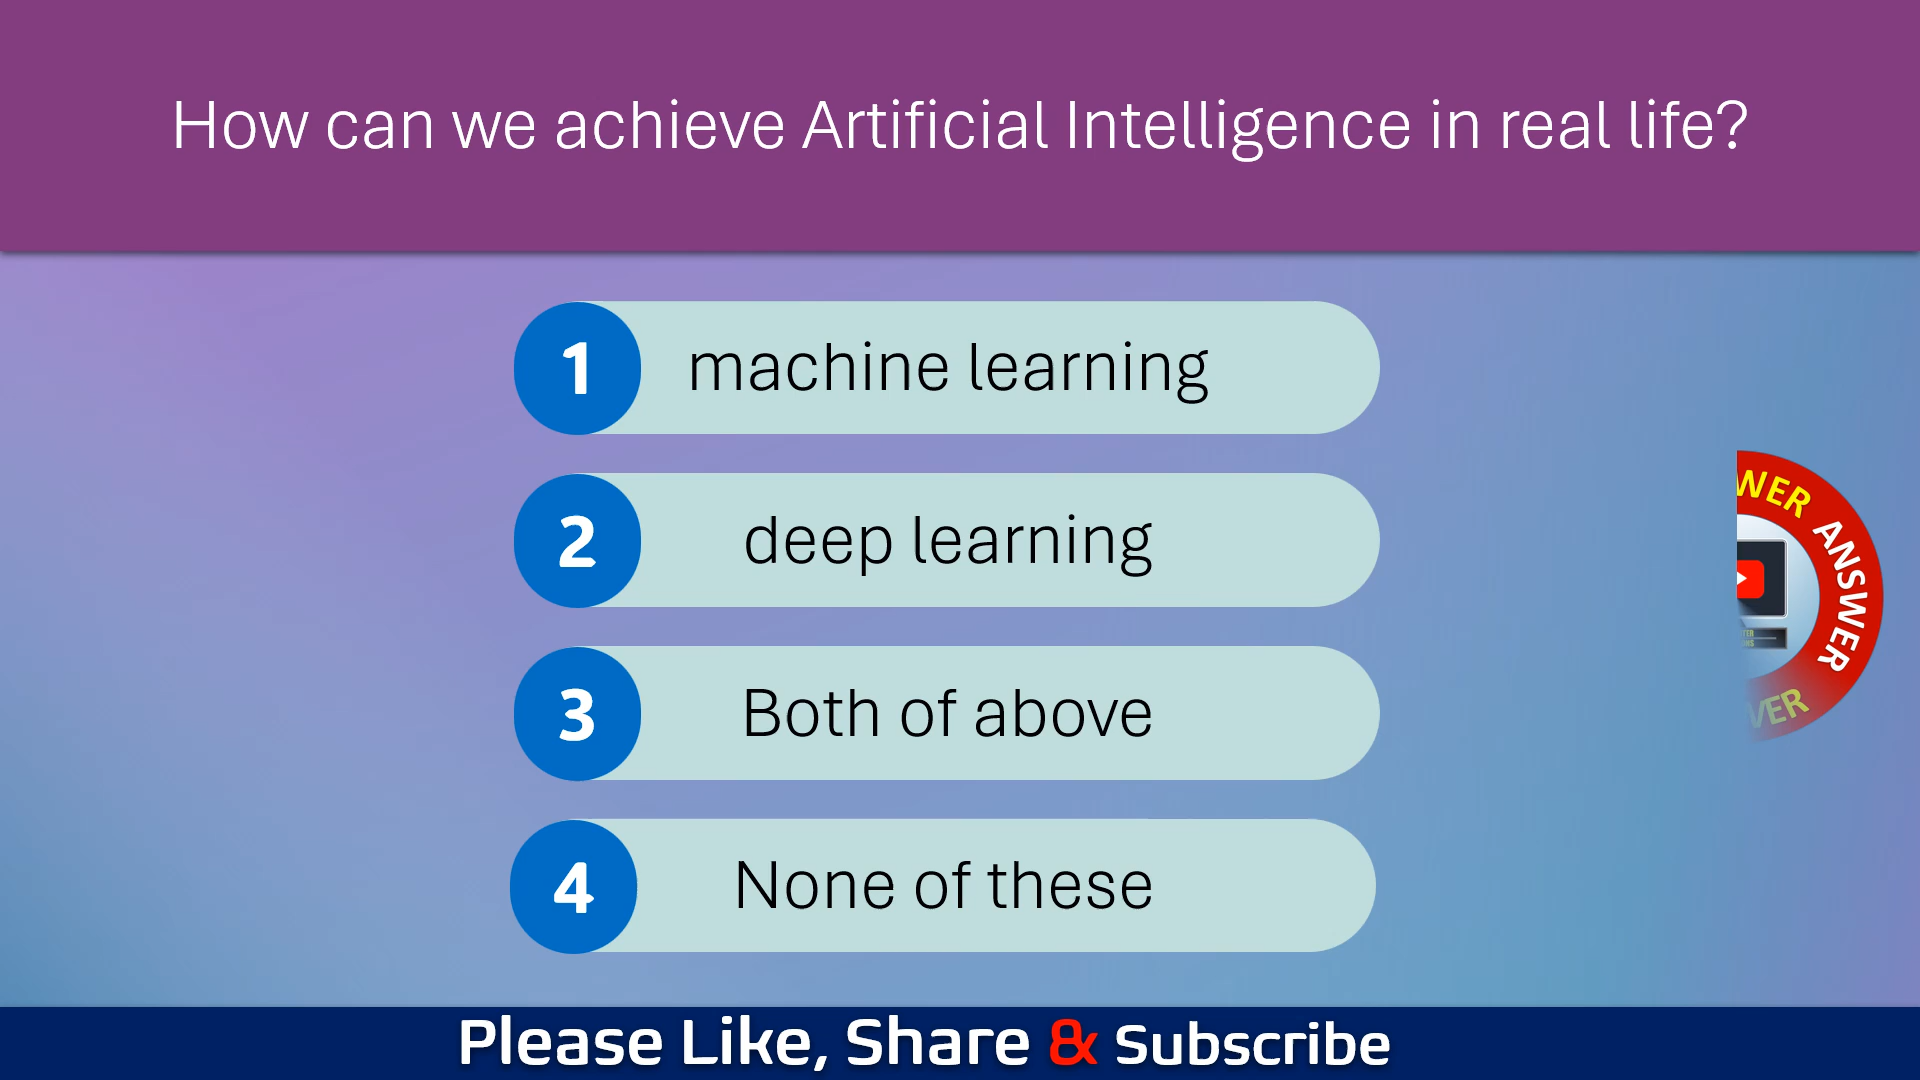 How can we achieve Artificial Intelligence in real life?
1 machine learning
2 deep learning
3 Both of above
4 None of these
ANSWER
Please Like, Share & Subscribe